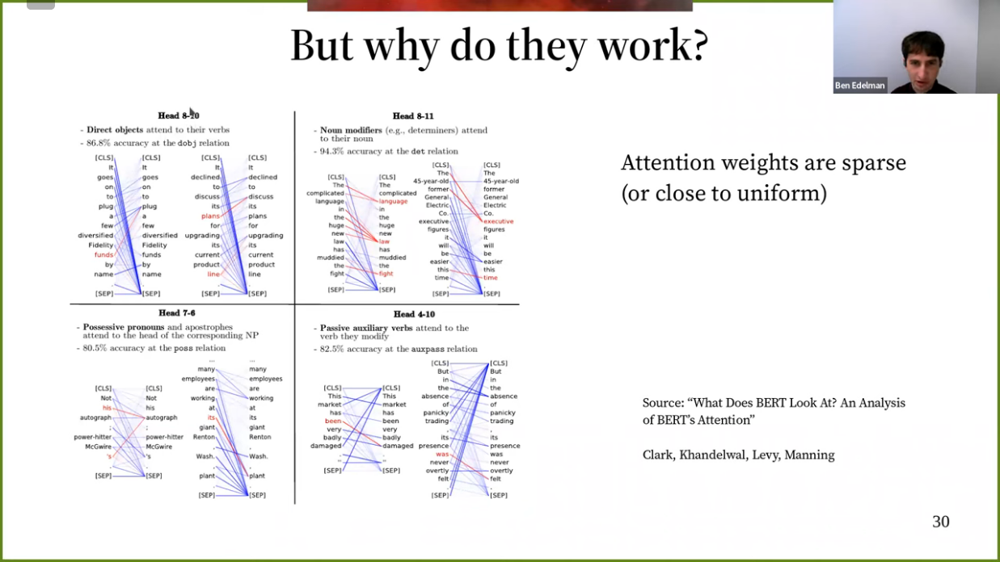 But why do they work?
Ben Edelman
Head 8-10
- Direct objects attend to their verbs
- 86.8% accuracy at the dobj relation
[CLS] [CLS] [CLS] [CLS]
It It It It
goes goes declined declined
on on to to
to to discuss discuss
plug plug its its
a a plans plans
few few for for
diversified diversified upgrading upgrading
Fidelity Fidelity its its
funds funds current current
by by product product
name name line line
. . . .
[SEP] [SEP] [SEP] [SEP]
Head 8-11
- Noun modifiers (e.g., determiners) attend
to their noun
- 94.3% accuracy at the det relation
[CLS] [CLS]
The The
complicated complicated
language language
in in
the the
huge huge
new new
law law
has has
muddied muddied
the the
fight fight
. .
[SEP] [SEP]
[CLS] [CLS]
The The
45-year-old 45-year-old
former former
General General
Electric Electric
Co. Co.
executive executive
figures figures
it it
will will
be be
easier easier
this this
time time
. .
[SEP] [SEP]
Attention weights are sparse
(or close to uniform)
Head 7-6
- Possessive pronouns and apostrophes
attend to the head of the corresponding NP
- 80.5% accuracy at the poss relation
[CLS] [CLS]
Not Not
his his
autograph autograph
; ;
power-hitter power-hitter
McGwire McGwire
's 's
. .
[SEP] [SEP]
... ...
many many
employees employees
are are
working working
at at
its its
giant giant
Renton Renton
, ,
Wash. Wash.
, ,
plant plant
. .
[SEP] [SEP]
Head 4-10
- Passive auxiliary verbs attend to the
verb they modify
- 82.5% accuracy at the auxpass relation
[CLS] [CLS]
This This
market market
has has
been been
very very
badly badly
damaged damaged
. .
" "
[SEP] [SEP]
[CLS] [CLS]
But But
in in
the the
absence absence
of of
panicky panicky
trading trading
, ,
its its
presence presence
was was
never never
overtly overtly
felt felt
. .
[SEP] [SEP]
Source: “What Does BERT Look At? An Analysis
of BERT’s Attention”
Clark, Khandelwal, Levy, Manning
30